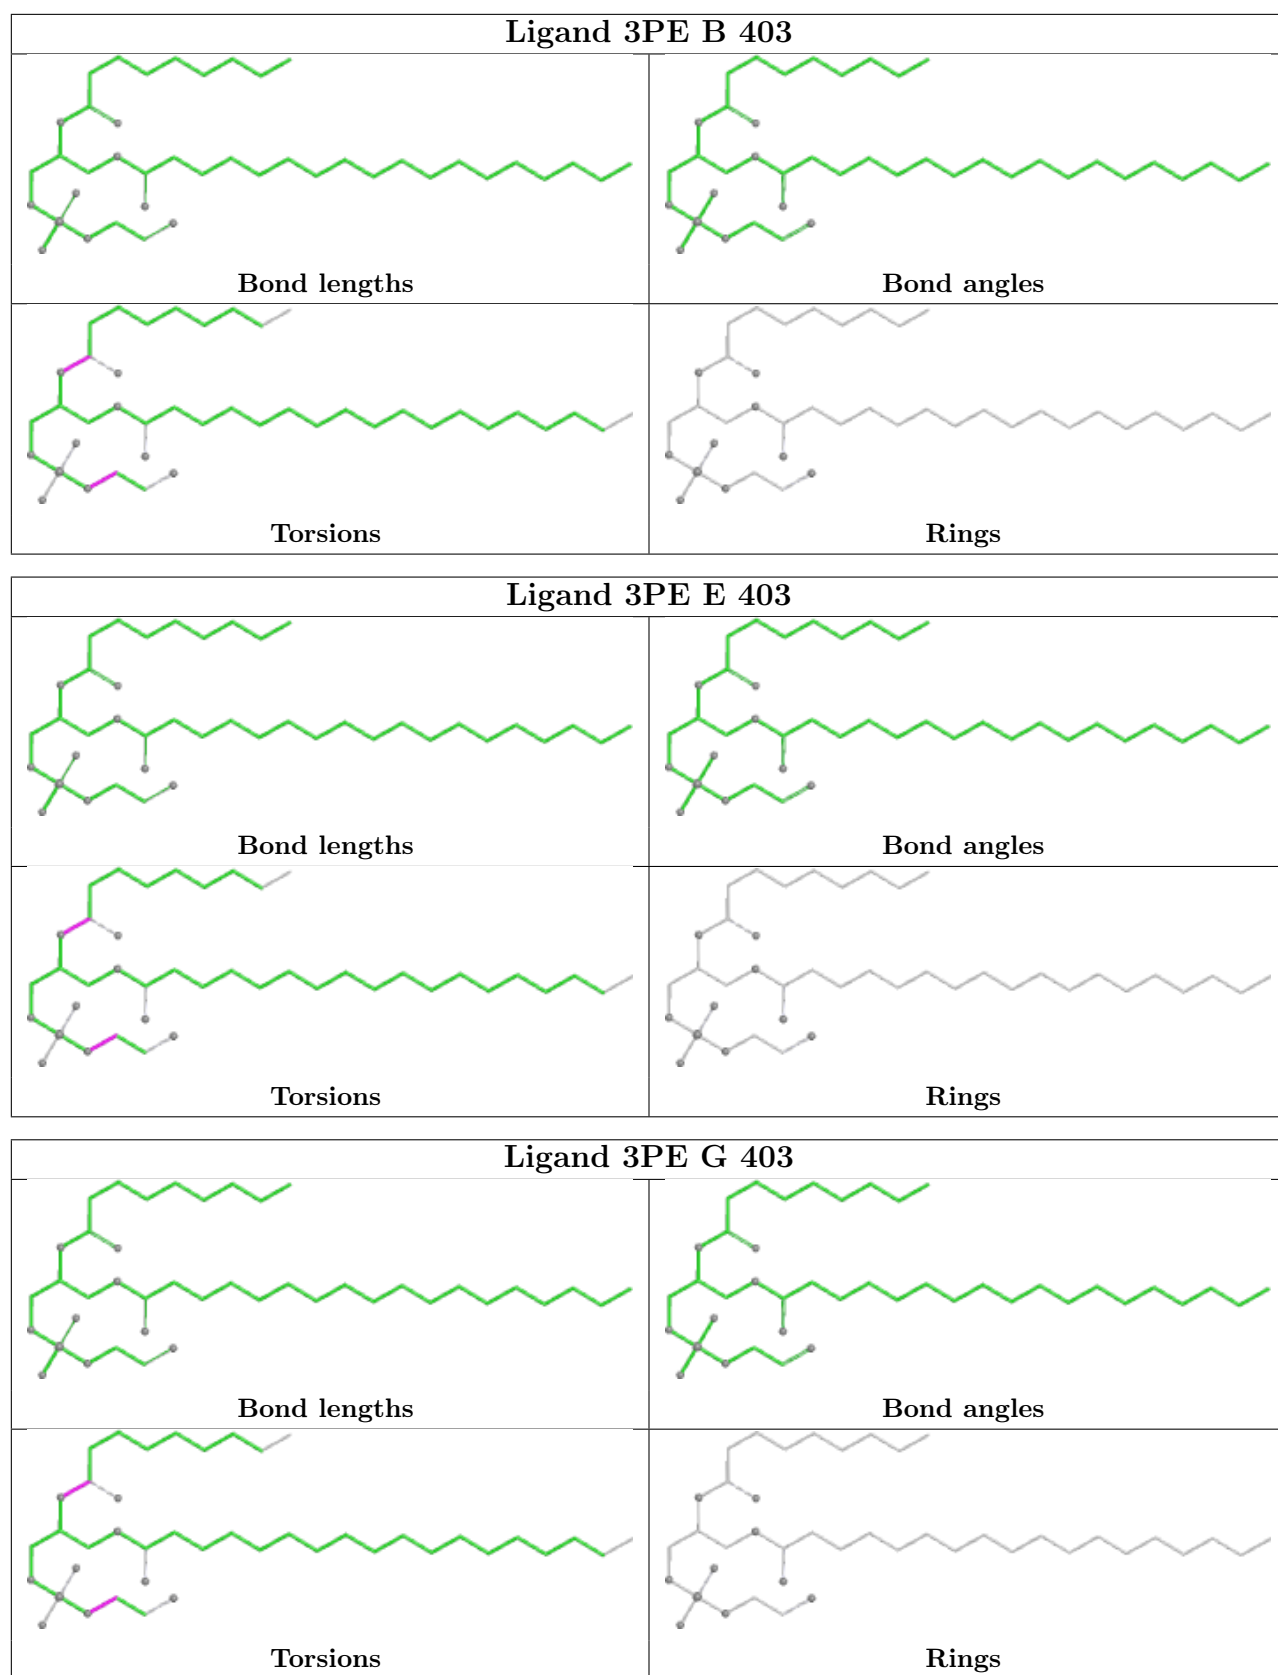 Ligand 3PE B 403
Bond lengths
Bond angles
Torsions
Rings
Ligand 3PE E 403
Bond lengths
Bond angles
Torsions
Rings
Ligand 3PE G 403
Bond lengths
Bond angles
Torsions
Rings